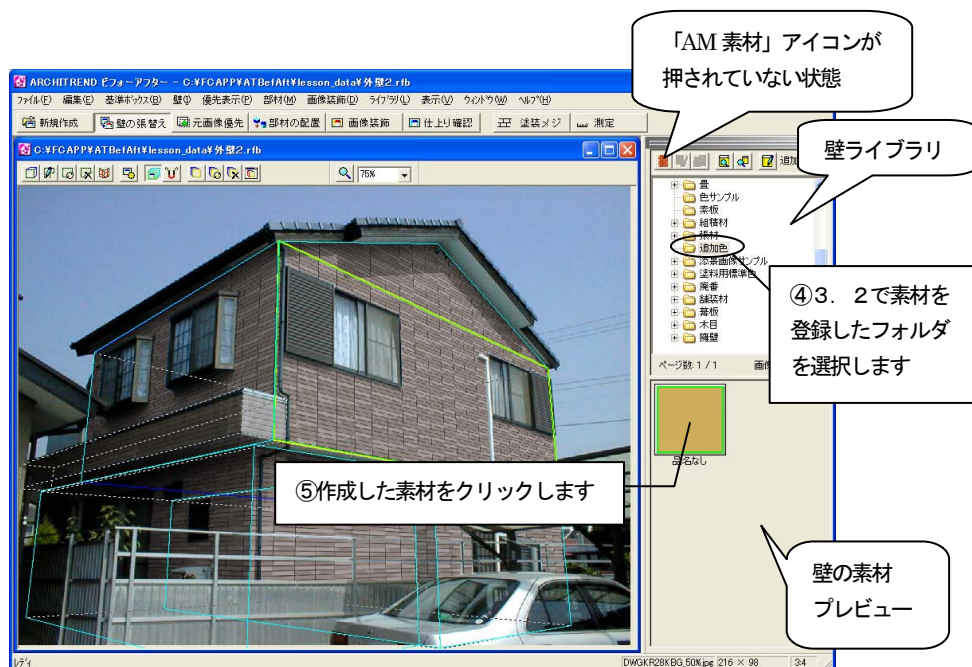 「AM 素材」アイコンが
押されていない状態
ARCHITREND ビフォーアフター - C:¥FCAPP¥ATBefAft¥lesson_data¥外壁2.rfb
ファイル(F) 編集(E) 基準ボックス(B) 壁(I) 優先表示(P) 部材(M) 画像装飾(D) ライブラリ(L) 表示(V) ウィンドウ(W) ヘルプ(H)
新規作成 壁の張替え 元画像優先 部材の配置 画像装飾 仕上り確認 塗装メジ 測定
C:¥FCAPP¥ATBefAft¥lesson_data¥外壁2.rfb
75%
追加
壁ライブラリ
畳
色サンプル
素板
組積材
張材
追加色
添景画像サンプル
塗料用標準色
廃番
舗装材
幕板
木目
擁壁
④3．2で素材を
登録したフォルダ
を選択します
ページ数: 1 / 1 画像
品名なし
⑤作成した素材をクリックします
壁の素材
プレビュー
レディ
DWGKR28KBG_50%.jpg 216 × 98 3:4